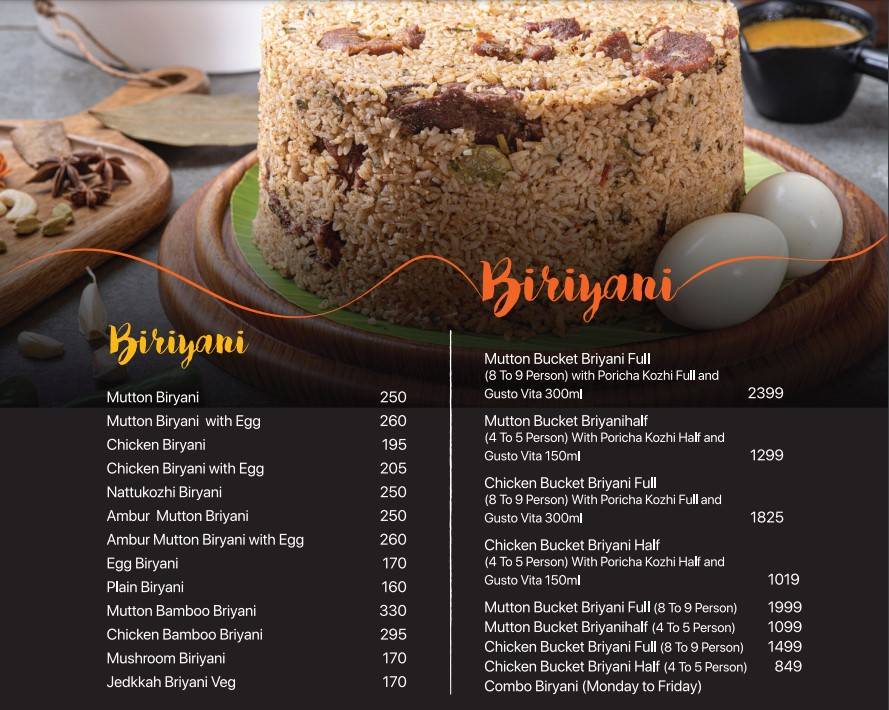 Biriyani
Mutton Biryani 250
Mutton Biryani with Egg 260
Chicken Biryani 195
Chicken Biryani with Egg 205
Nattukozhi Biryani 250
Ambur Mutton Briyani 250
Ambur Mutton Biryani with Egg 260
Egg Biryani 170
Plain Biryani 160
Mutton Bamboo Briyani 330
Chicken Bamboo Briyani 295
Mushroom Biriyani 170
Jedkkah Briyani Veg 170
Biriyani
Mutton Bucket Briyani Full
(8 To 9 Person) with Poricha Kozhi Full and
Gusto Vita 300ml 2399
Mutton Bucket Briyanihalf
(4 To 5 Person) With Poricha Kozhi Half and
Gusto Vita 150ml 1299
Chicken Bucket Briyani Full
(8 To 9 Person) With Poricha Kozhi Full and
Gusto Vita 300ml 1825
Chicken Bucket Briyani Half
(4 To 5 Person) With Poricha Kozhi Half and
Gusto Vita 150ml 1019
Mutton Bucket Briyani Full (8 To 9 Person) 1999
Mutton Bucket Briyanihalf (4 To 5 Person) 1099
Chicken Bucket Briyani Full (8 To 9 Person) 1499
Chicken Bucket Briyani Half (4 To 5 Person) 849
Combo Biryani (Monday to Friday)